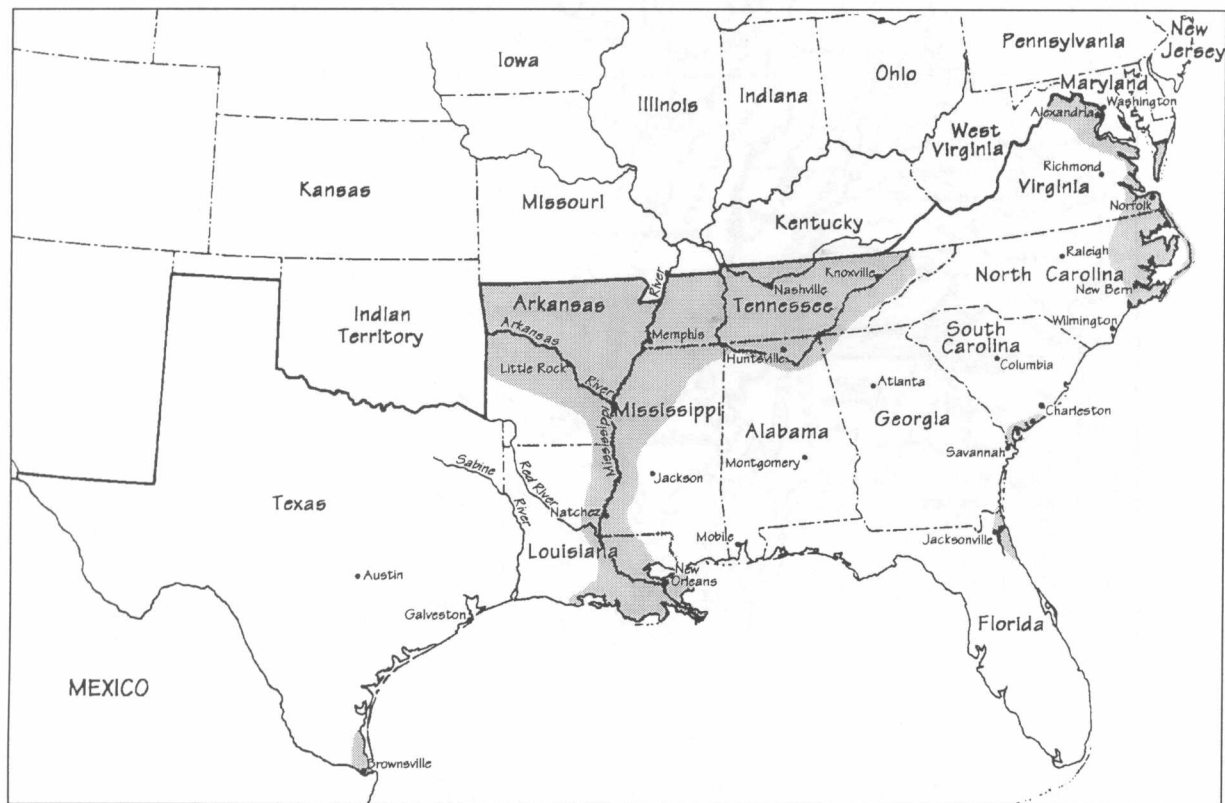 Iowa
Illinois
Indiana
Ohio
Pennsylvania
New
Jersey
Maryland
Washington
Alexandria
West
Virginia
Richmond
Virginia
Norfolk
Kansas
Missouri
Kentucky
Knoxville
Nashville
Tennessee
Raleigh
North Carolina
New Bern
Wilmington
Indian
Territory
Arkansas
River
Arkansas
River
Little Rock
Memphis
Huntsville
South
Carolina
Columbia
Charleston
Atlanta
Georgia
Savannah
Mississippi
Mississippi
Alabama
Montgomery
Jackson
Sabine
River
Red River
Texas
Natchez
Louisiana
Mobile
Jacksonville
New
Orleans
Austin
Galveston
Florida
MEXICO
Brownsville